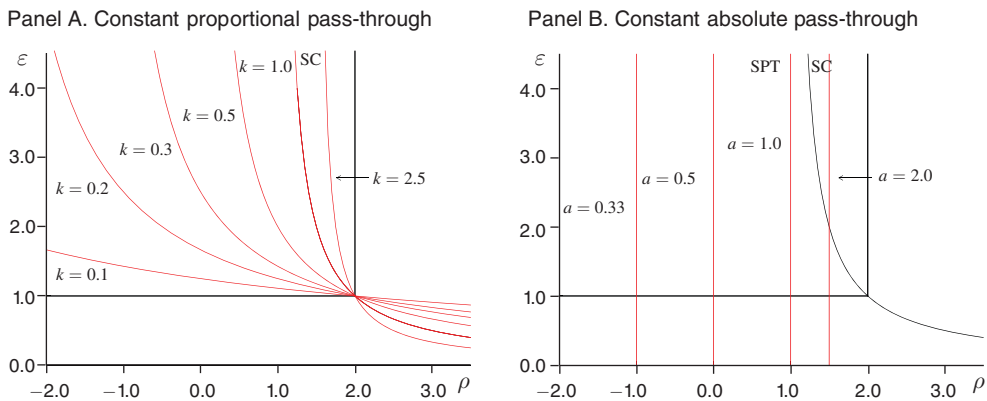 Panel A. Constant proportional pass-through
ε
4.0
3.0
2.0
1.0
0.0
k = 1.0
SC
k = 0.5
k = 0.3
k = 0.2
k = 2.5
k = 0.1
−2.0 −1.0 0.0 1.0 2.0 3.0 ρ
Panel B. Constant absolute pass-through
ε
4.0
3.0
2.0
1.0
0.0
SPT
SC
a = 1.0
a = 0.5
a = 2.0
a = 0.33
−2.0 −1.0 0.0 1.0 2.0 3.0 ρ